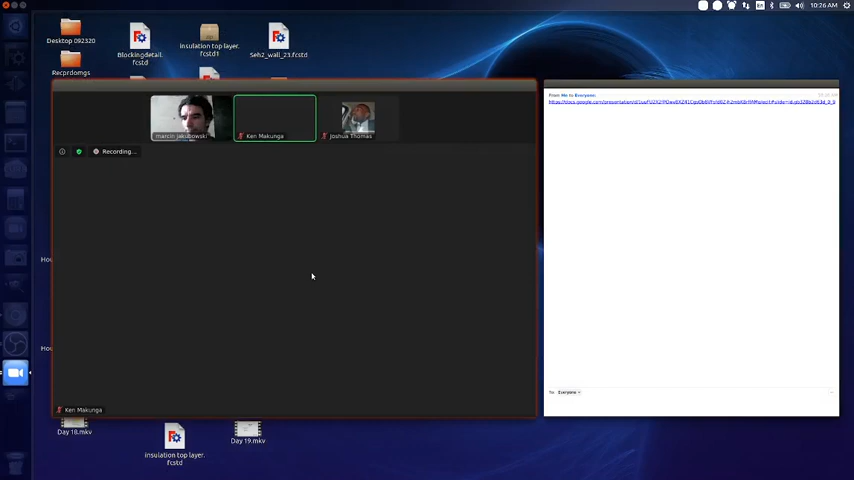 10:26 AM
Desktop 092320
Blockingdetail.
fcstd
insulation top layer.
fcstd1
Seh2_wall_23.fcstd
Recprdomgs
marcin jakubowski
Ken Makunga
Joshua Thomas
Recording...
From Me to Everyone:
Ken Makunga
To: Everyone
Day 18.mkv
insulation top layer.
fcstd
Day 19.mkv